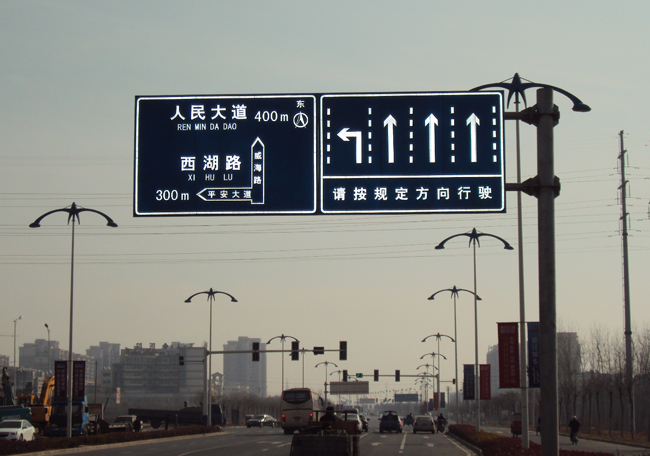 人民大道 400m 东
REN MIN DA DAO
西湖路
XI HU LU
威海路
300m 平安大道
请按规定方向行驶